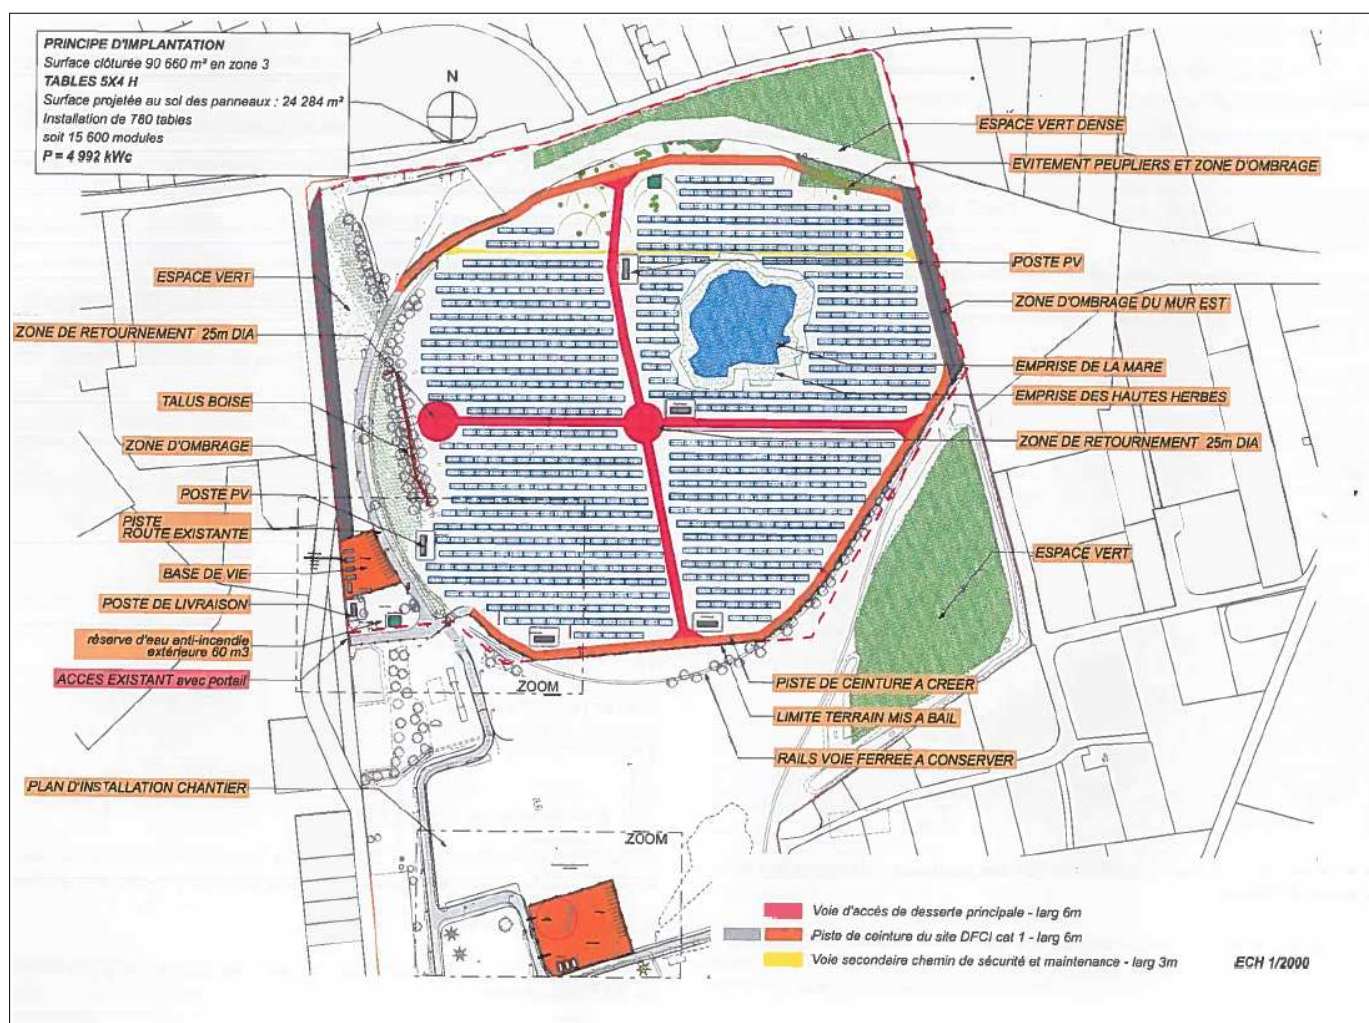 PRINCIPE D'IMPLANTATION
Surface clôturée 90 660 m² en zone 3
TABLES 5X4 H
Surface projetée au sol des panneaux : 24 284 m²
Installation de 780 tables
soit 15 600 modules
P = 4 992 kWc
N
ESPACE VERT DENSE
EVITEMENT PEUPLIERS ET ZONE D'OMBRAGE
POSTE PV
ZONE D'OMBRAGE DU MUR EST
EMPRISE DE LA MARE
EMPRISE DES HAUTES HERBES
ZONE DE RETOURNEMENT 25m DIA
ESPACE VERT
ESPACE VERT
ZONE DE RETOURNEMENT 25m DIA
TALUS BOISE
ZONE D'OMBRAGE
POSTE PV
PISTE
ROUTE EXISTANTE
BASE DE VIE
POSTE DE LIVRAISON
réserve d'eau anti-incendie
extérieure 60 m3
ACCES EXISTANT avec portail
PLAN D'INSTALLATION CHANTIER
ZOOM
PISTE DE CEINTURE A CREER
LIMITE TERRAIN MIS A BAIL
RAILS VOIE FERREE A CONSERVER
ZOOM
Voie d'accès de desserte principale - larg 6m
Piste de ceinture du site DFCI cat 1 - larg 6m
Voie secondaire chemin de sécurité et maintenance - larg 3m
ECH 1/2000